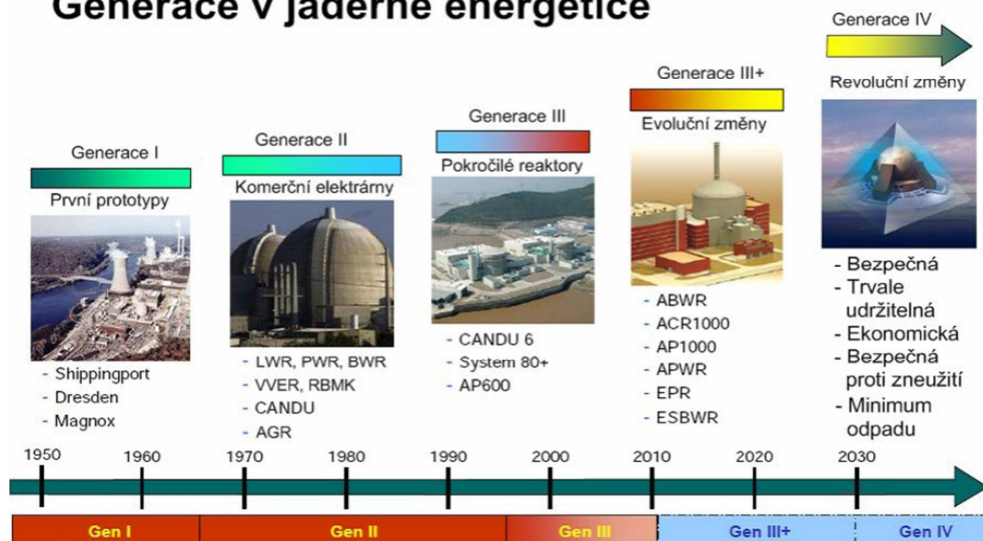 Generace v jaderné energetice
Generace I
První prototypy
- Shippingport
- Dresden
- Magnox
Generace II
Komerční elektrárny
- LWR, PWR, BWR
- VVER, RBMK
- CANDU
- AGR
Generace III
Pokročilé reaktory
- CANDU 6
- System 80+
- AP600
Generace III+
Evoluční změny
- ABWR
- ACR1000
- AP1000
- APWR
- EPR
- ESBWR
Generace IV
Revoluční změny
- Bezpečná
- Trvale
udržitelná
- Ekonomická
- Bezpečná
proti zneužití
- Minimum
odpadu
1950 1960 1970 1980 1990 2000 2010 2020 2030
Gen I Gen II Gen III Gen III+ Gen IV